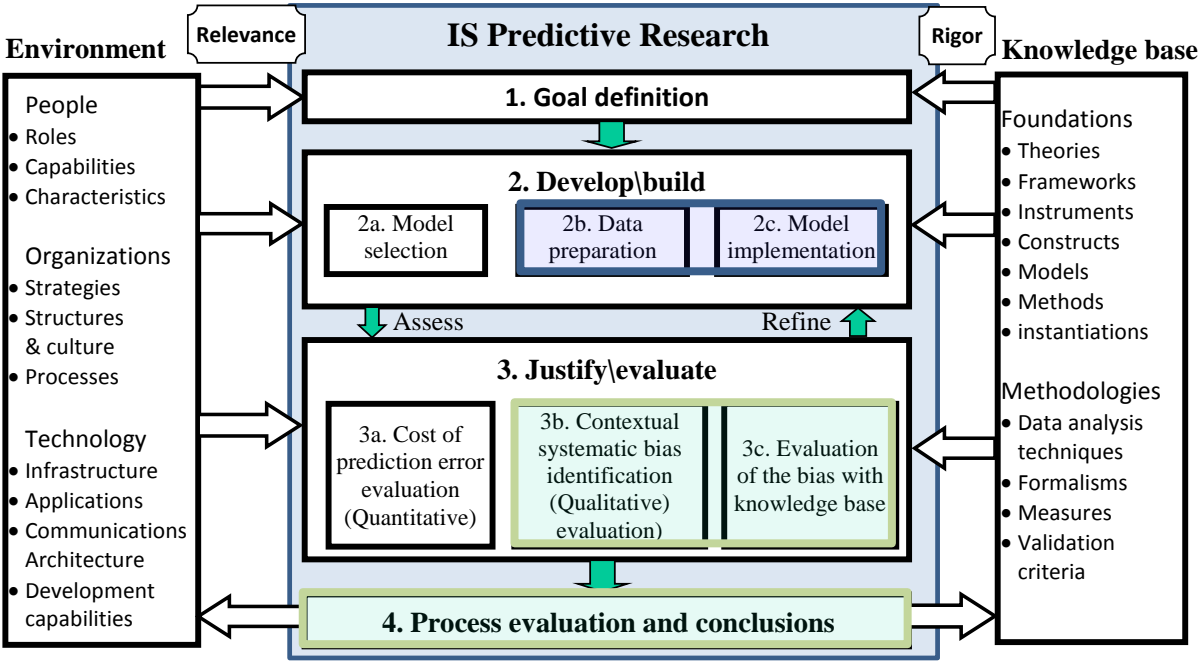 Environment
People
• Roles
• Capabilities
• Characteristics
Organizations
• Strategies
• Structures
& culture
• Processes
Technology
• Infrastructure
• Applications
• Communications
Architecture
• Development
capabilities
Relevance
IS Predictive Research
Rigor
1. Goal definition
2. Develop\build
2a. Model
selection
2b. Data
preparation
2c. Model
implementation
Assess
Refine
3. Justify\evaluate
3a. Cost of
prediction error
evaluation
(Quantitative)
3b. Contextual
systematic bias
identification
(Qualitative)
evaluation)
3c. Evaluation
of the bias with
knowledge base
4. Process evaluation and conclusions
Knowledge base
Foundations
• Theories
• Frameworks
• Instruments
• Constructs
• Models
• Methods
• instantiations
Methodologies
• Data analysis
techniques
• Formalisms
• Measures
• Validation
criteria